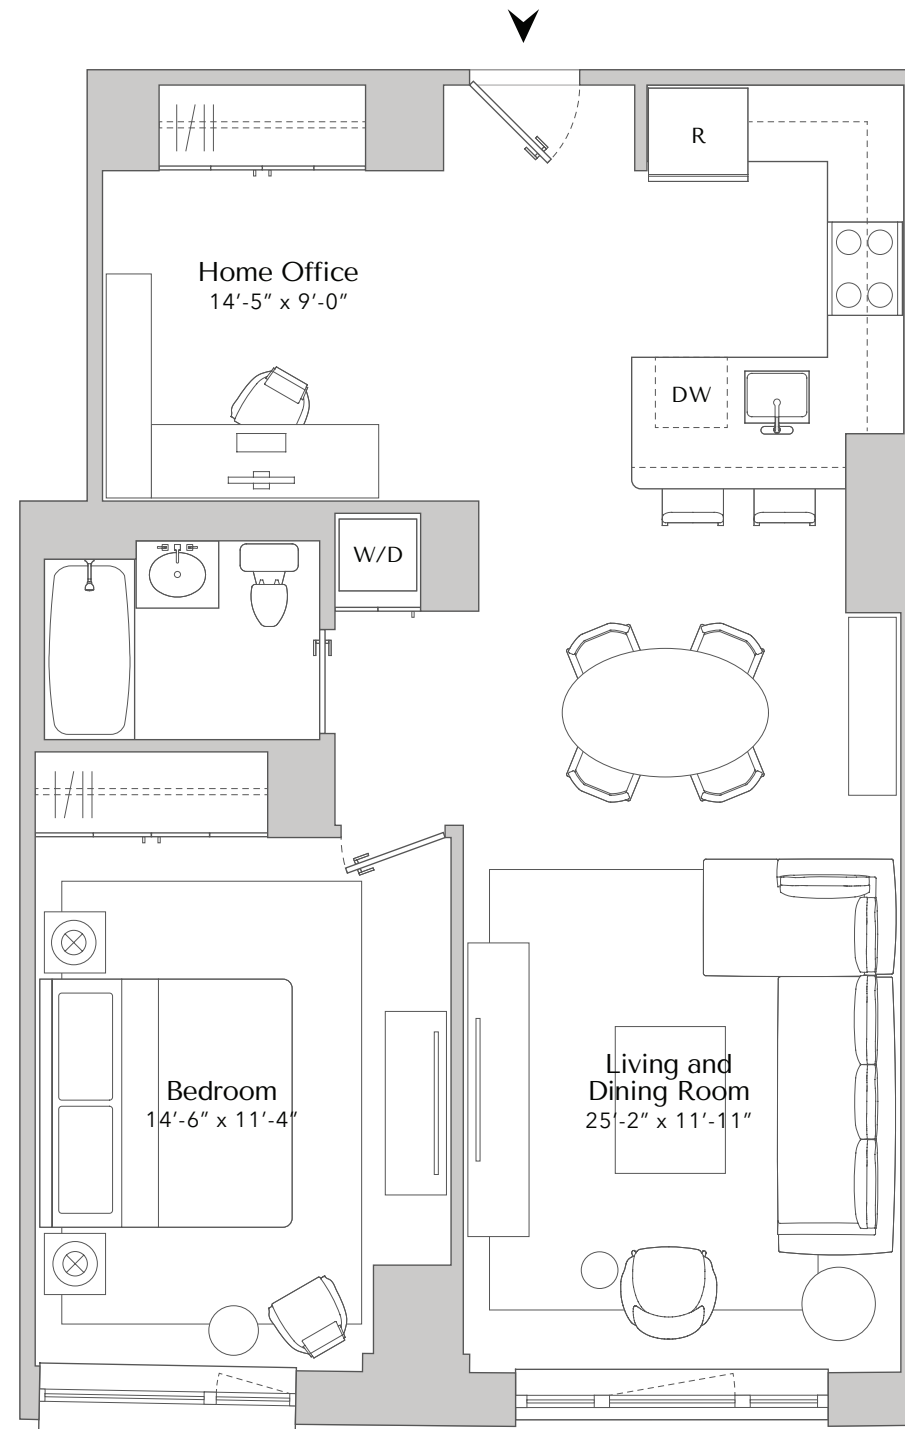 R
Home Office
14’-5” x 9’-0”
DW
W/D
Living and
Dining Room
25’-2” x 11’-11”
Bedroom
14’-6” x 11’-4”